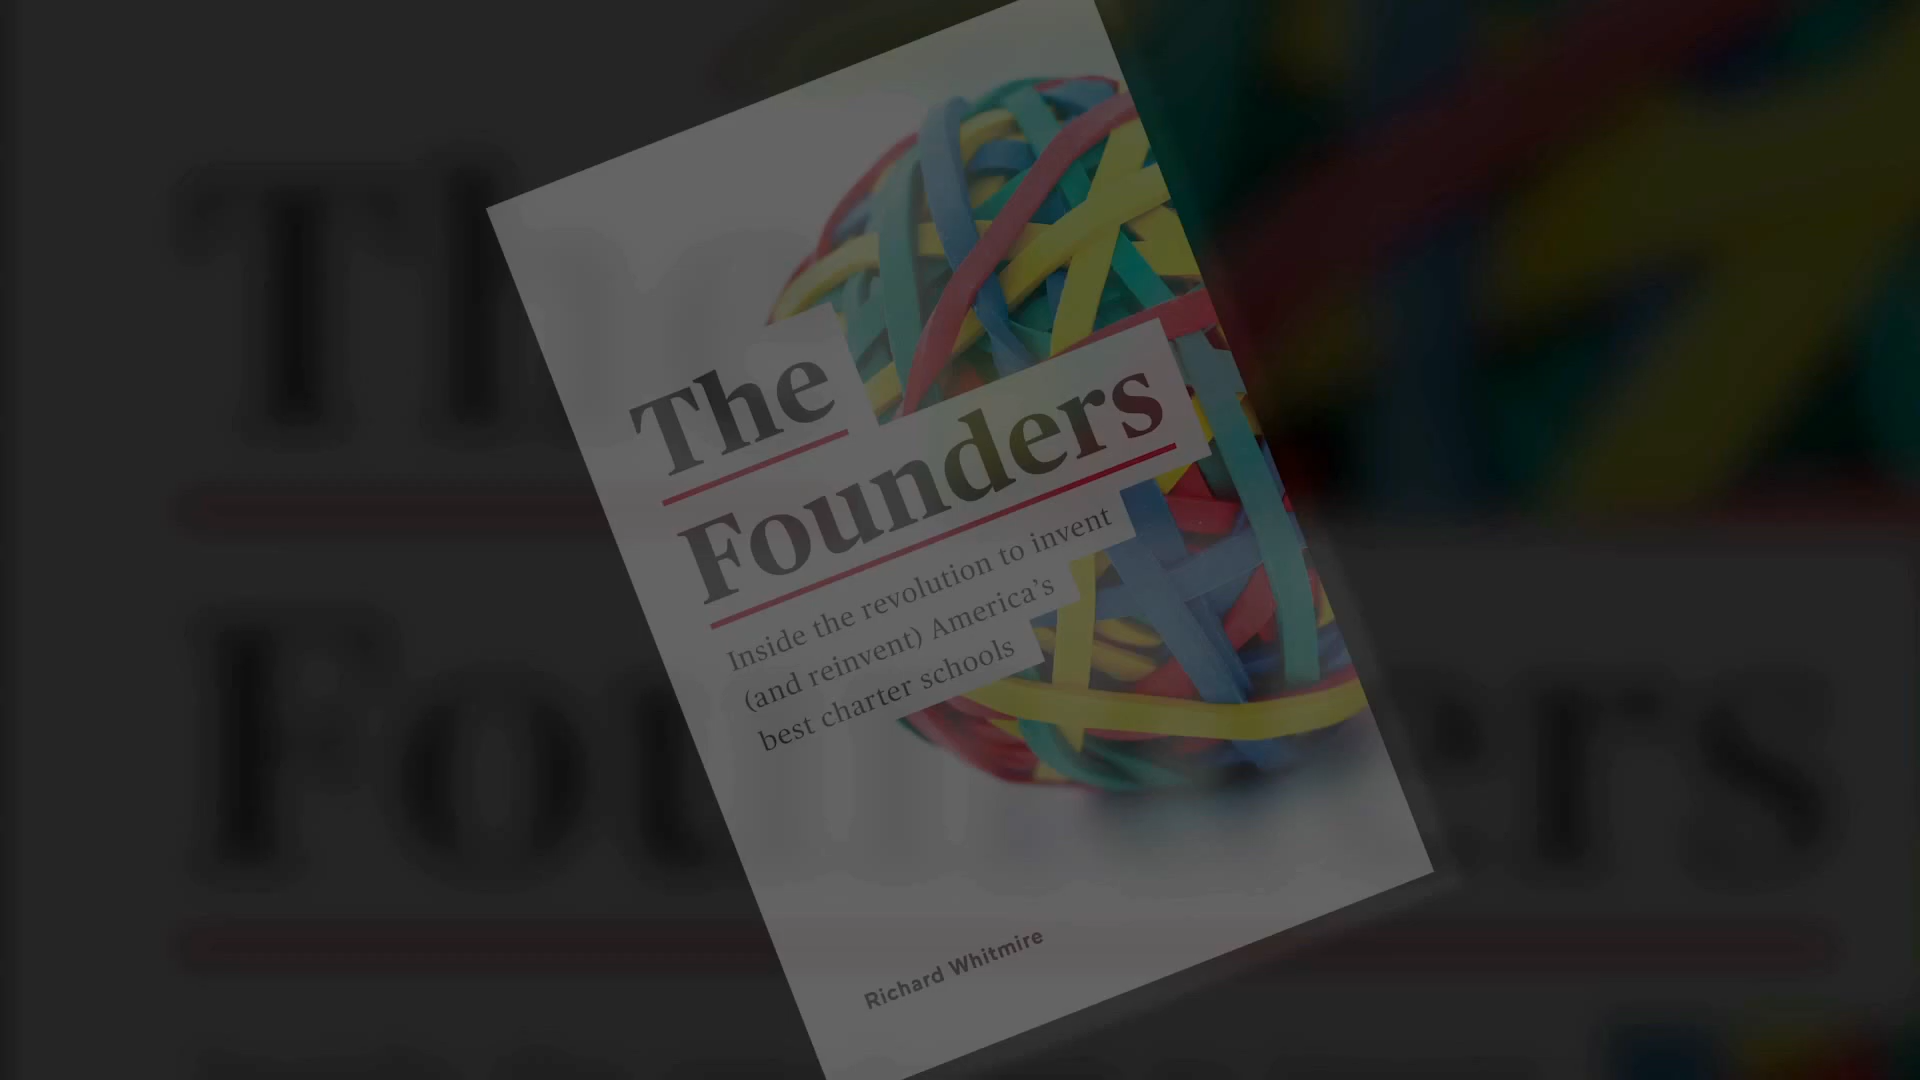 The
Founders
Inside the revolution to invent
(and reinvent) America's
best charter schools
Richard Whitmire